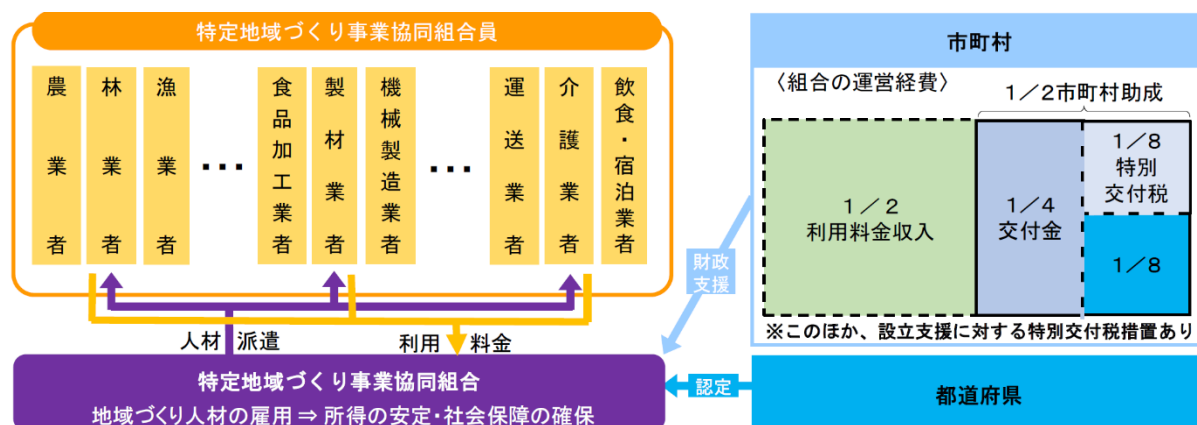 特定地域づくり事業協同組合員
農業者
林業者
漁業者
･･･
食品加工業者
製材業者
機械製造業者
･･･
運送業者
介護業者
飲食・宿泊業者
人材派遣
利用料金
特定地域づくり事業協同組合
地域づくり人材の雇用 ⇒ 所得の安定・社会保障の確保
財政
支援
認定
市町村
〈組合の運営経費〉
1／2市町村助成
1／2
利用料金収入
1／4
交付金
1／8
特別
交付税
1／8
※このほか、設立支援に対する特別交付税措置あり
都道府県